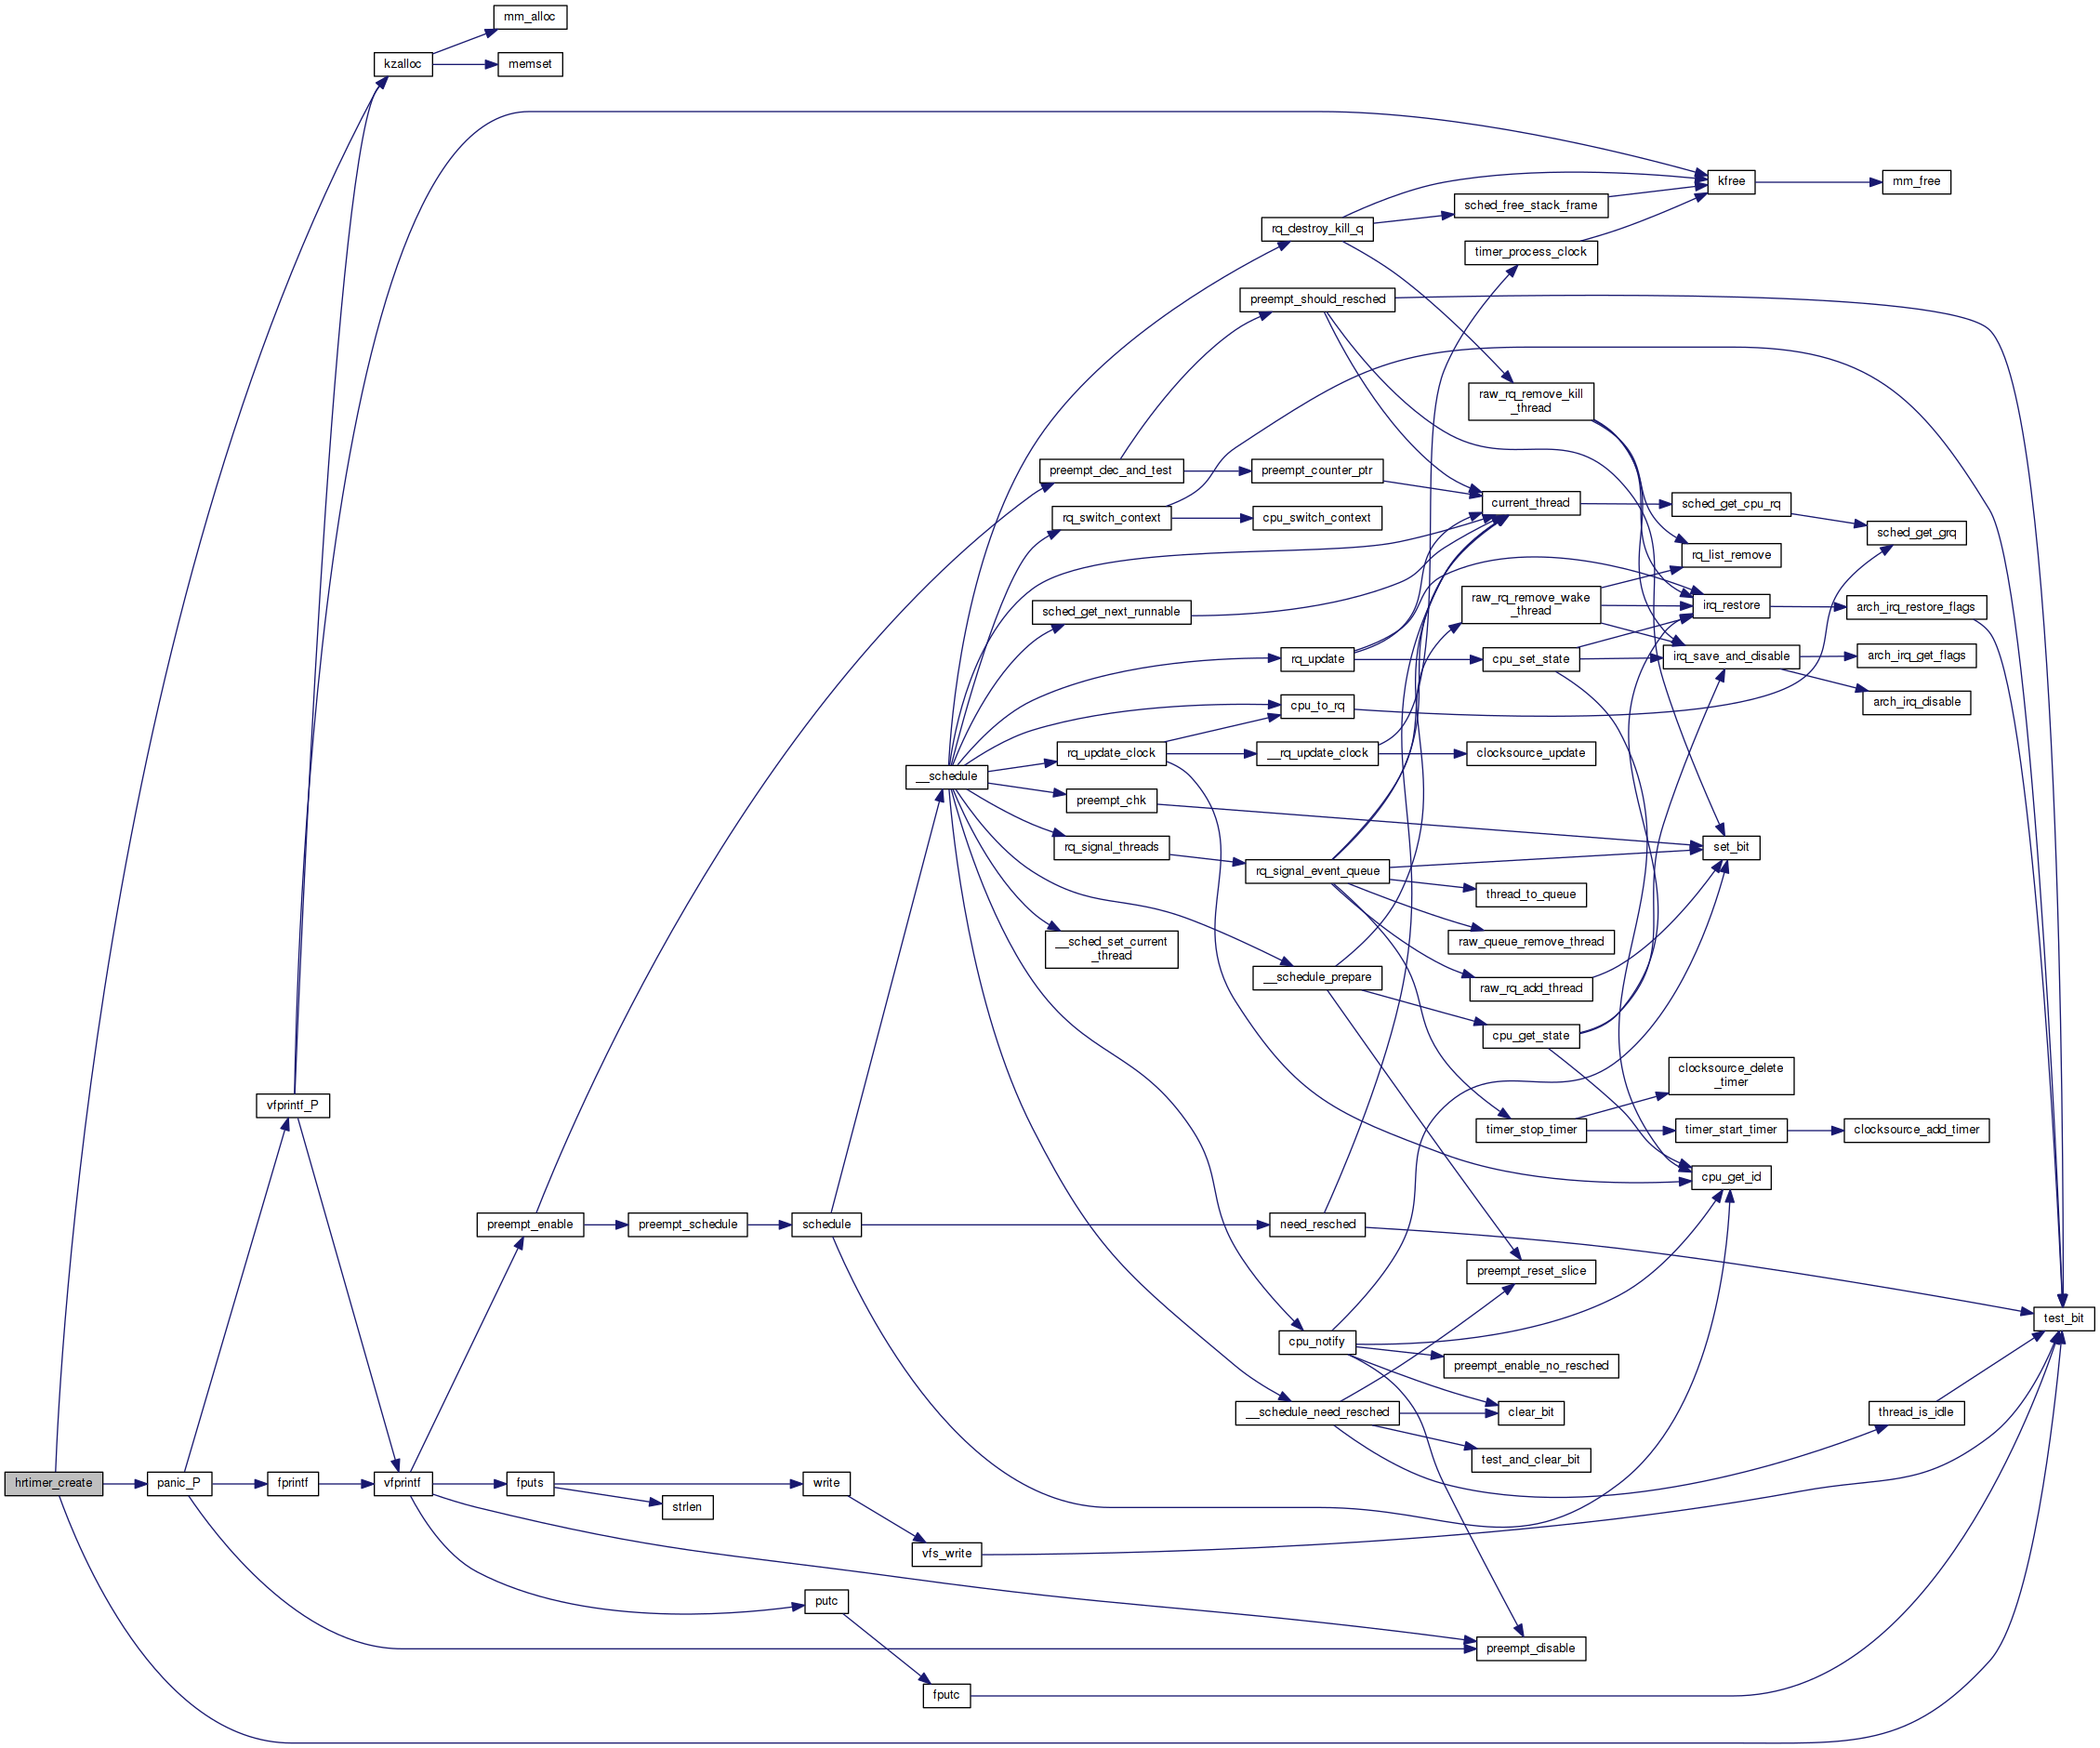 mm_alloc
kzalloc
memset
kfree
mm_free
sched_free_stack_frame
rq_destroy_kill_q
timer_process_clock
preempt_should_resched
raw_rq_remove_kill
_thread
preempt_dec_and_test
preempt_counter_ptr
current_thread
sched_get_cpu_rq
rq_switch_context
cpu_switch_context
sched_get_grq
rq_list_remove
sched_get_next_runnable
raw_rq_remove_wake
_thread
irq_restore
arch_irq_restore_flags
rq_update
cpu_set_state
irq_save_and_disable
arch_irq_get_flags
arch_irq_disable
cpu_to_rq
rq_update_clock
__rq_update_clock
clocksource_update
__schedule
preempt_chk
rq_signal_threads
set_bit
rq_signal_event_queue
thread_to_queue
__sched_set_current
_thread
raw_queue_remove_thread
__schedule_prepare
raw_rq_add_thread
cpu_get_state
clocksource_delete
_timer
vfprintf_P
timer_stop_timer
timer_start_timer
clocksource_add_timer
cpu_get_id
preempt_enable
preempt_schedule
schedule
need_resched
preempt_reset_slice
test_bit
cpu_notify
preempt_enable_no_resched
__schedule_need_resched
clear_bit
thread_is_idle
test_and_clear_bit
hrtimer_create
panic_P
fprintf
vfprintf
fputs
write
strlen
vfs_write
putc
preempt_disable
fputc